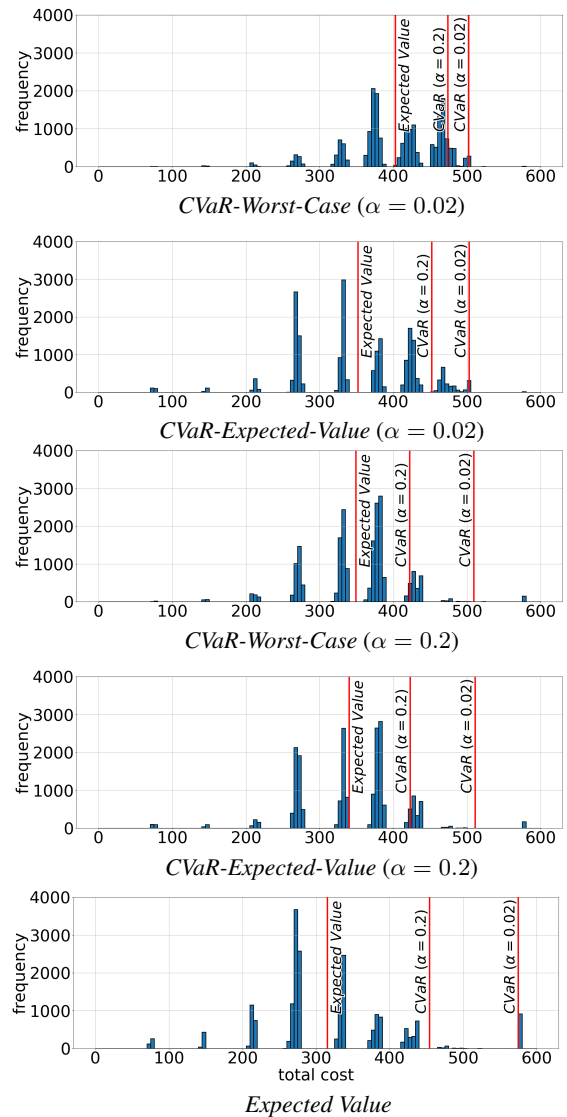 4000
3000
2000
1000
0
frequency
Expected Value
CVaR (α = 0.2)
CVaR (α = 0.02)
0 100 200 300 400 500 600
CVaR-Worst-Case (α = 0.02)
4000
3000
2000
1000
0
frequency
Expected Value
CVaR (α = 0.2)
CVaR (α = 0.02)
0 100 200 300 400 500 600
CVaR-Expected-Value (α = 0.02)
4000
3000
2000
1000
0
frequency
Expected Value
CVaR (α = 0.2)
CVaR (α = 0.02)
0 100 200 300 400 500 600
CVaR-Worst-Case (α = 0.2)
4000
3000
2000
1000
0
frequency
Expected Value
CVaR (α = 0.2)
CVaR (α = 0.02)
0 100 200 300 400 500 600
CVaR-Expected-Value (α = 0.2)
4000
3000
2000
1000
0
frequency
Expected Value
CVaR (α = 0.2)
CVaR (α = 0.02)
0 100 200 300 400 500 600
total cost
Expected Value